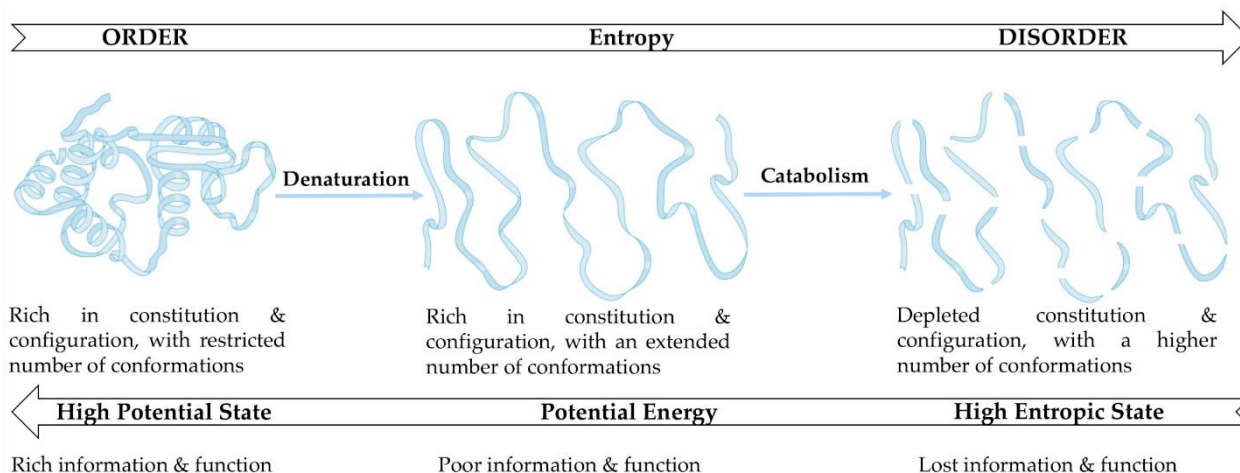 ORDER Entropy DISORDER
Denaturation
Catabolism
Rich in constitution &
configuration, with restricted
number of conformations
Rich in constitution &
configuration, with an extended
number of conformations
Depleted constitution &
configuration, with a higher
number of conformations
High Potential State Potential Energy High Entropic State
Rich information & function Poor information & function Lost information & function